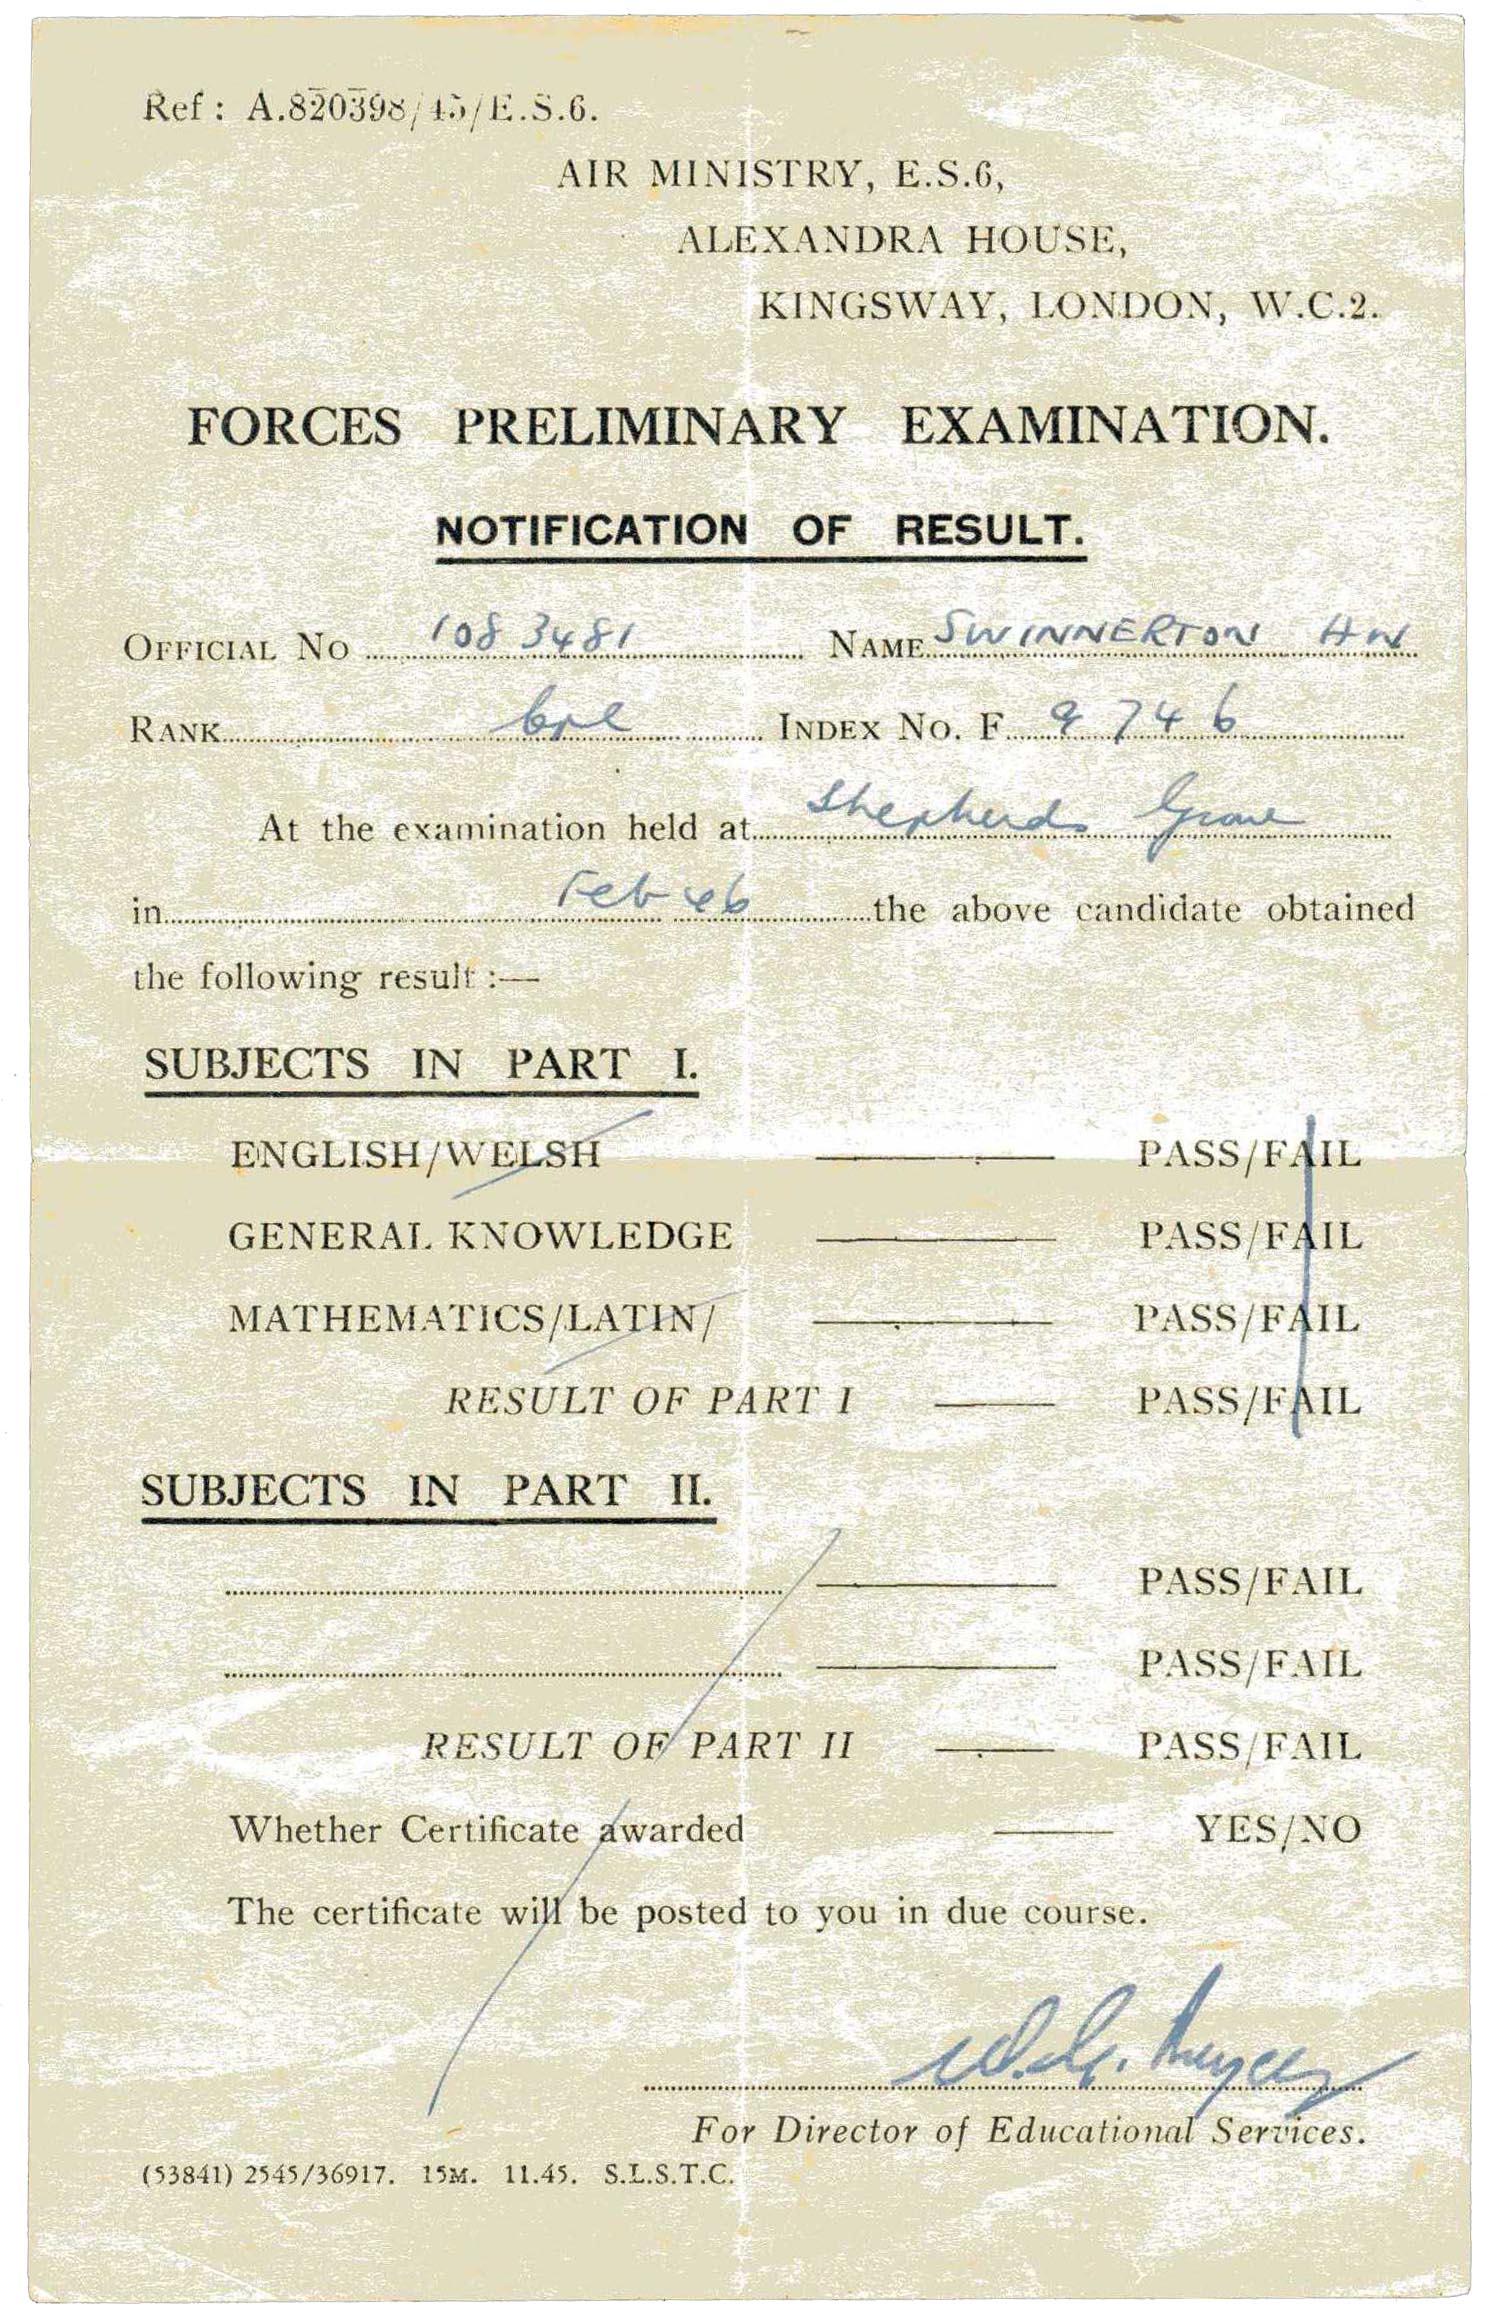 Ref: A.820398/45/E.S.6.
AIR MINISTRY, E.S.6,
ALEXANDRA HOUSE,
KINGSWAY, LONDON, W.C.2.
FORCES PRELIMINARY EXAMINATION.
NOTIFICATION OF RESULT.
OFFICIAL NO 1083481 NAME SWINNERTON HW
RANK Cpl INDEX NO. F 9746
At the examination held at Shepherds Grove
in Feb 46 the above candidate obtained
the following result :—
SUBJECTS IN PART I.
ENGLISH/WELSH — PASS/FAIL
GENERAL KNOWLEDGE — PASS/FAIL
MATHEMATICS/LATIN/ — PASS/FAIL
RESULT OF PART I — PASS/FAIL
SUBJECTS IN PART II.
— PASS/FAIL
— PASS/FAIL
RESULT OF PART II — PASS/FAIL
Whether Certificate awarded — YES/NO
The certificate will be posted to you in due course.
For Director of Educational Services.
(53841) 2545/36917. 15M. 11.45. S.L.S.T.C.